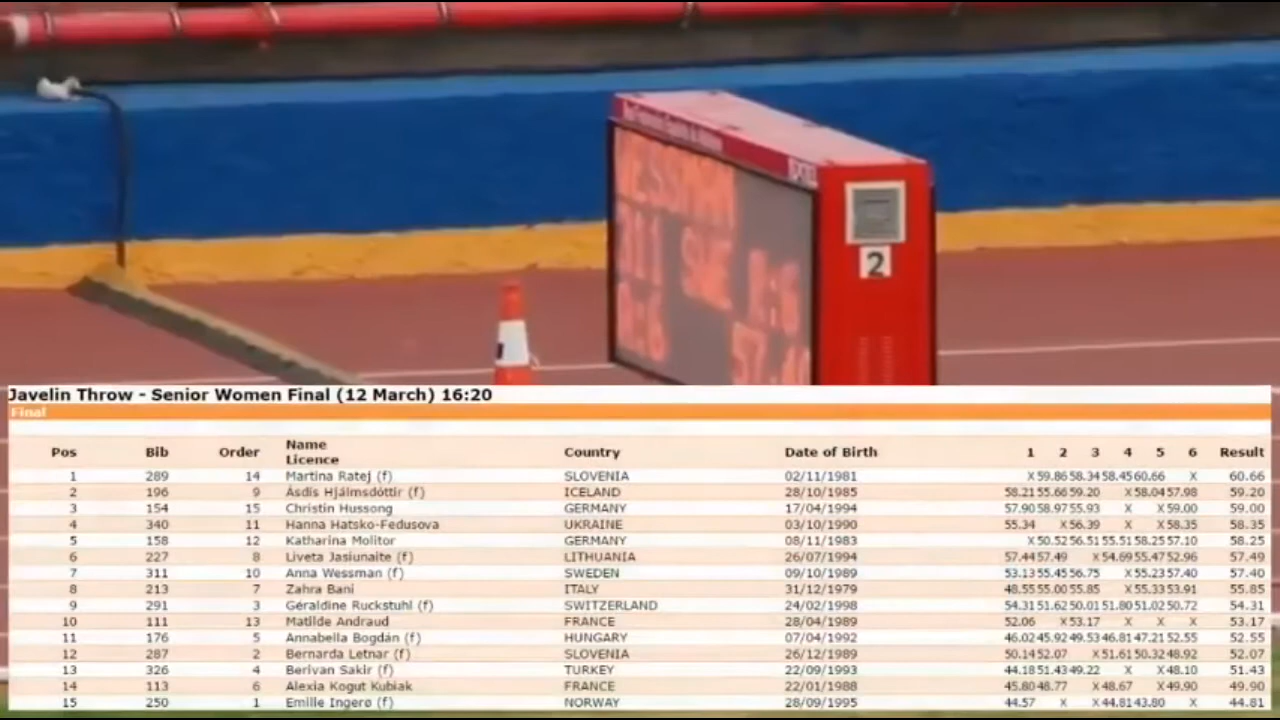 WESSMAN
311 SWE
57.40
2
Javelin Throw - Senior Women Final (12 March) 16:20
Final
Pos Bib Order Name Licence Country Date of Birth 1 2 3 4 5 6 Result
1 289 14 Martina Ratej (f) SLOVENIA 02/11/1981 X 59.86 58.34 58.45 60.66 X 60.66
2 196 9 Ásdís Hjálmsdóttir (f) ICELAND 28/10/1985 58.21 55.66 59.20 X 58.04 57.98 59.20
3 154 15 Christin Hussong GERMANY 17/04/1994 57.90 58.97 55.93 X X 59.00 59.00
4 340 11 Hanna Hatsko-Fedusova UKRAINE 03/10/1990 55.34 X 56.39 X X 58.35 58.35
5 158 12 Katharina Molitor GERMANY 08/11/1983 X 50.52 56.51 55.51 58.25 57.10 58.25
6 227 8 Liveta Jasiunaite (f) LITHUANIA 26/07/1994 57.44 57.49 X 54.69 55.47 52.96 57.49
7 311 10 Anna Wessman (f) SWEDEN 09/10/1989 53.13 55.45 56.75 X 55.23 57.40 57.40
8 213 7 Zahra Bani ITALY 31/12/1979 48.55 55.00 55.85 X 55.33 53.91 55.85
9 291 3 Géraldine Ruckstuhl (f) SWITZERLAND 24/02/1998 54.31 51.62 50.01 51.80 51.02 50.72 54.31
10 111 13 Matilde Andraud FRANCE 28/04/1989 52.06 X 53.17 X X X 53.17
11 176 5 Annabella Bogdán (f) HUNGARY 07/04/1992 46.02 45.92 49.53 46.81 47.21 52.55 52.55
12 287 2 Bernarda Letnar (f) SLOVENIA 26/12/1989 50.14 52.07 X 51.61 50.32 48.92 52.07
13 326 4 Berivan Sakir (f) TURKEY 22/09/1993 44.18 51.43 49.22 X X 48.10 51.43
14 113 6 Alexia Kogut Kubiak FRANCE 22/01/1988 45.80 48.77 X 48.67 X 49.90 49.90
15 250 1 Emilie Ingerø (f) NORWAY 28/09/1995 44.57 X X 44.81 43.80 X 44.81